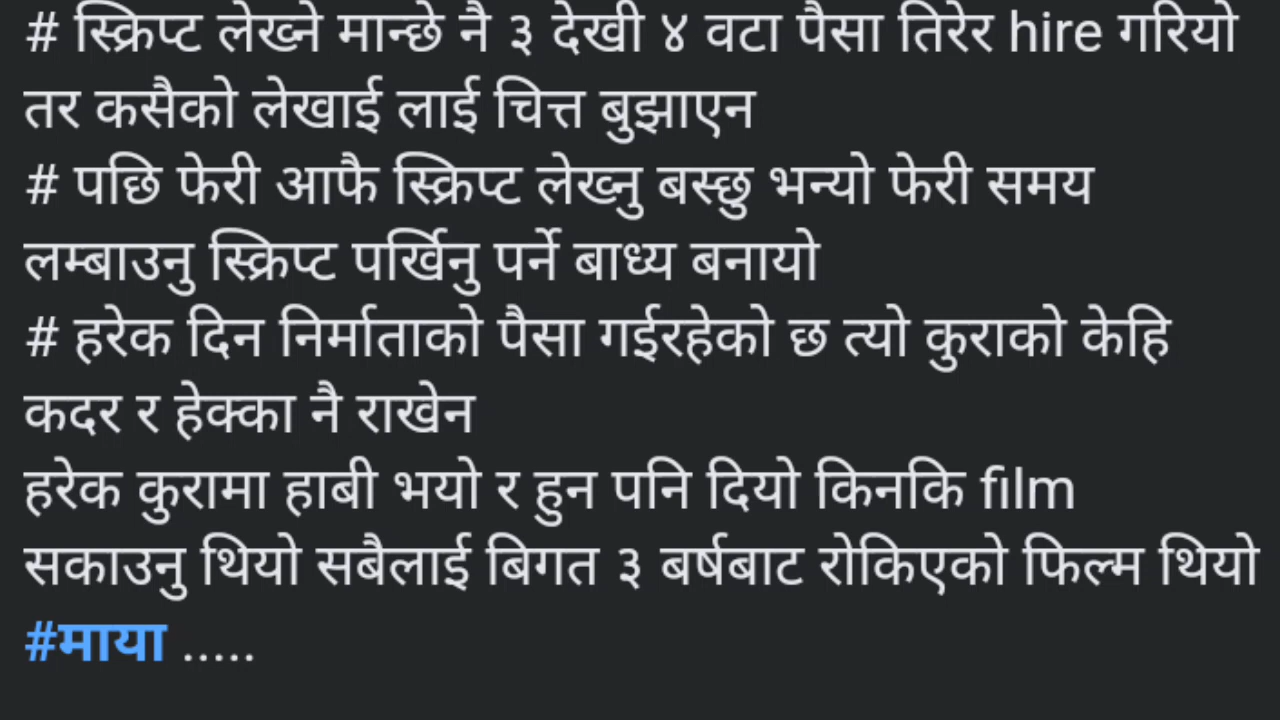 # स्क्रिप्ट लेख्ने मान्छे नै ३ देखी ४ वटा पैसा तिरेर hire गरियो
तर कसैको लेखाई लाई चित्त बुझाएन
# पछि फेरी आफै स्क्रिप्ट लेख्नु बस्छु भन्यो फेरी समय
लम्बाउनु स्क्रिप्ट पर्खिनु पर्ने बाध्य बनायो
# हरेक दिन निर्माताको पैसा गईरहेको छ त्यो कुराको केहि
कदर र हेक्का नै राखेन
हरेक कुरामा हाबी भयो र हुन पनि दियो किनकि film
सकाउनु थियो सबैलाई बिगत ३ बर्षबाट रोकिएको फिल्म थियो
#माया .....